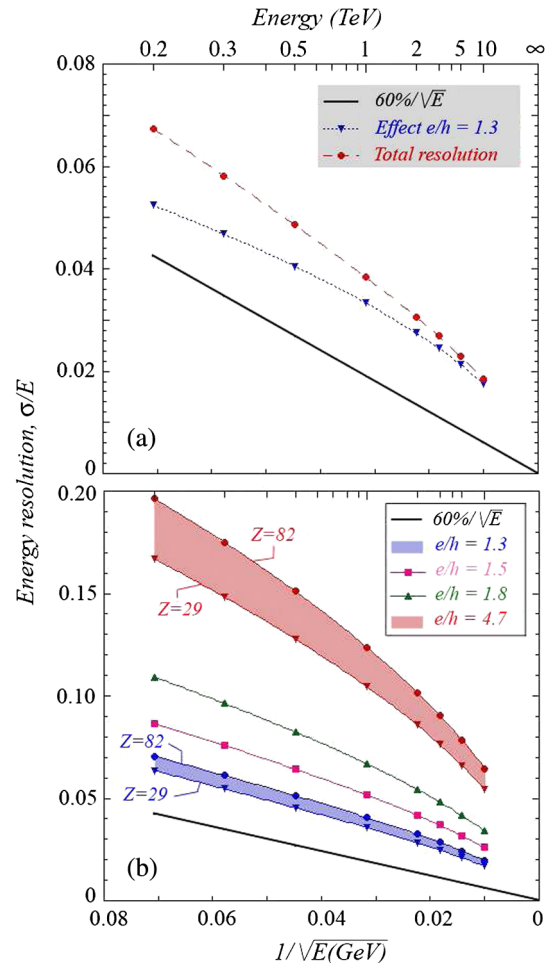 Energy (TeV)
0.2 0.3 0.5 1 3 5 10 ∞
0.08
0.06
0.04
0.02
0
60%/√E
Effect e/h = 1.3
Total resolution
(a)
Energy resolution, σ/E
0.20
0.15
0.10
0.05
0
60%/√E
e/h = 1.3
e/h = 1.5
e/h = 1.8
e/h = 4.7
Z=82
Z=29
Z=82
Z=29
(b)
0.08 0.06 0.04 0.02 0
1/√E(GeV)